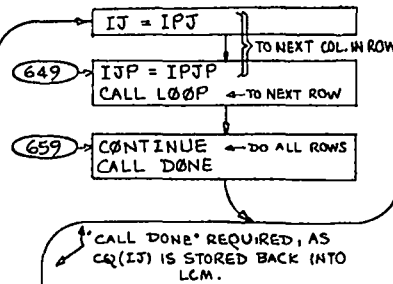 IJ = IPJ
TO NEXT COL. IN ROW
649
IJP = IPJP
CALL LØØP ← TO NEXT ROW
659
CØNTINUE ← DO ALL ROWS
CALL DØNE
"CALL DONE" REQUIRED, AS
CQ(IJ) IS STORED BACK INTO
LCM.